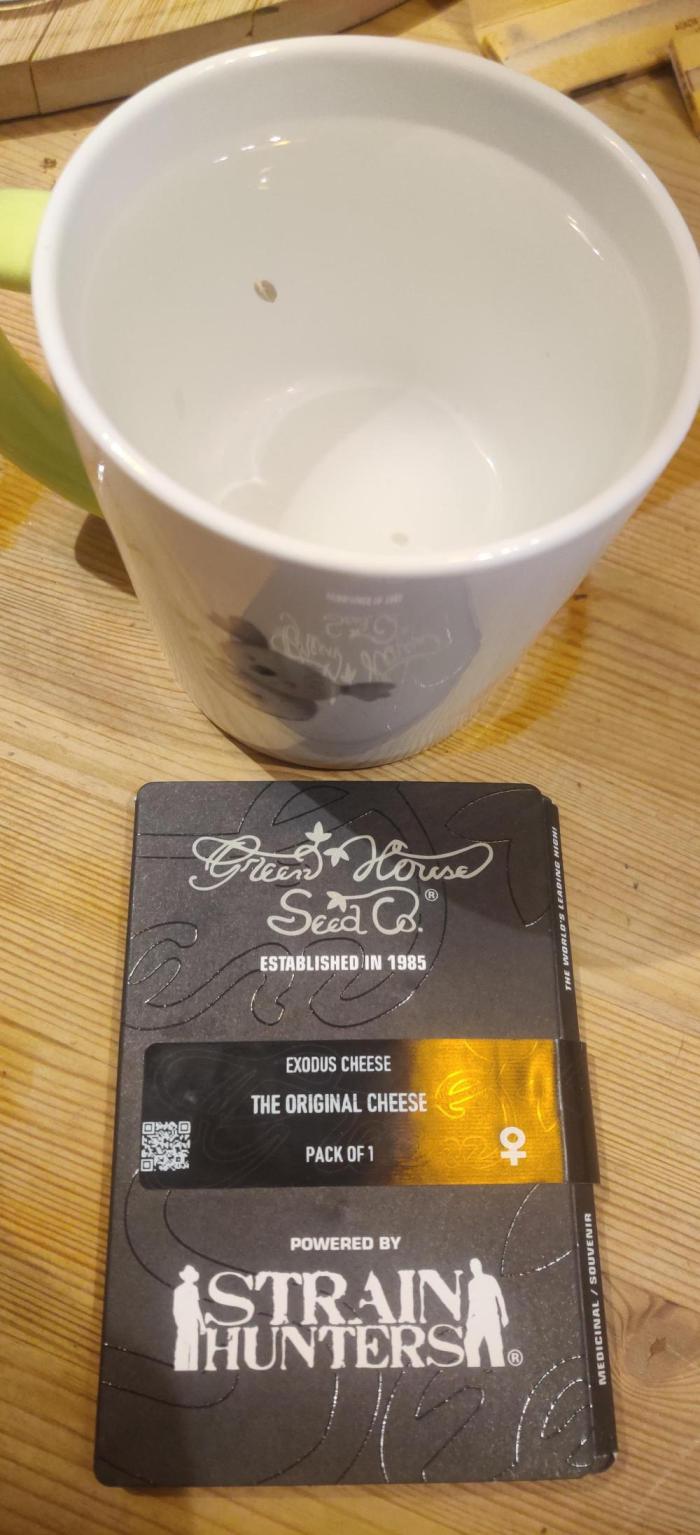 Green House
Seed Co.®
ESTABLISHED IN 1985
EXODUS CHEESE
THE ORIGINAL CHEESE
PACK OF 1
POWERED BY
STRAIN
HUNTERS®
THE WORLD'S LEADING HIGH!
MEDICINAL / SOUVENIR